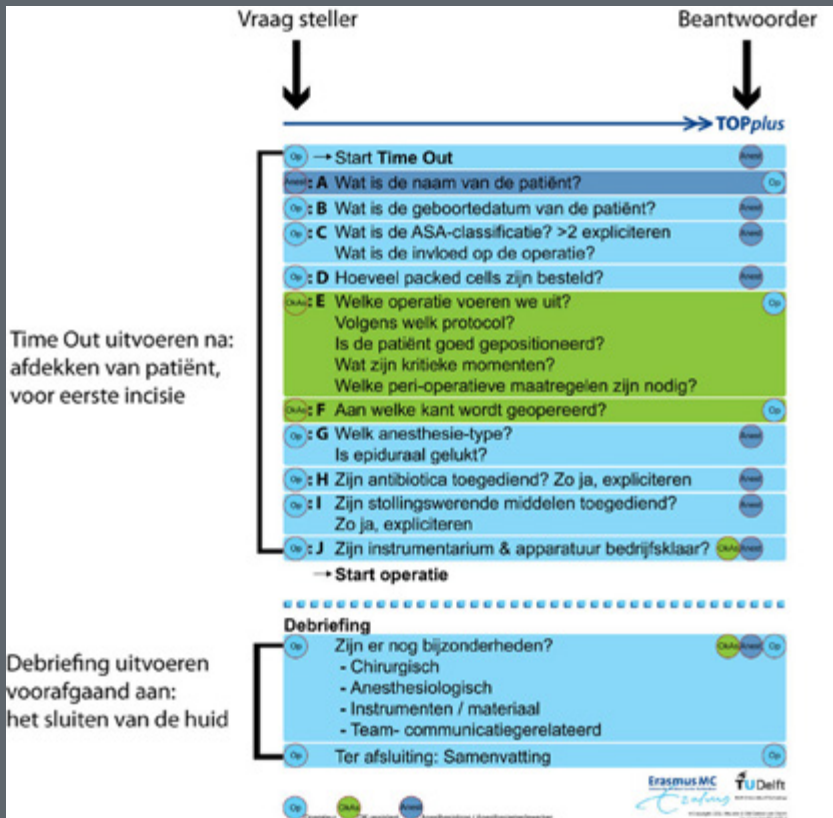 Vraag steller
Beantwoorder
TOPplus
Op → Start Time Out Anest
Anest : A Wat is de naam van de patiënt? Op
Op : B Wat is de geboortedatum van de patiënt? Anest
Op : C Wat is de ASA-classificatie? >2 expliciteren Anest
Wat is de invloed op de operatie?
Op : D Hoeveel packed cells zijn besteld? Anest
OkAs : E Welke operatie voeren we uit? Op
Volgens welk protocol?
Is de patiënt goed gepositioneerd?
Wat zijn kritieke momenten?
Welke peri-operatieve maatregelen zijn nodig?
OkAs : F Aan welke kant wordt geopereerd? Op
Op : G Welk anesthesie-type? Anest
Is epiduraal gelukt?
Op : H Zijn antibiotica toegediend? Zo ja, expliciteren Anest
Op : I Zijn stollingswerende middelen toegediend? Anest
Zo ja, expliciteren
Op : J Zijn instrumentarium & apparatuur bedrijfsklaar? OkAs Anest
→ Start operatie
Time Out uitvoeren na:
afdekken van patiënt,
voor eerste incisie
Debriefing
Op Zijn er nog bijzonderheden? OkAs Anest Op
- Chirurgisch
- Anesthesiologisch
- Instrumenten / materiaal
- Team- communicatiegerelateerd
Op Ter afsluiting: Samenvatting Op
Debriefing uitvoeren
voorafgaand aan:
het sluiten van de huid
Op OkAs Anest
Erasmus MC
Erasmus
TU Delft